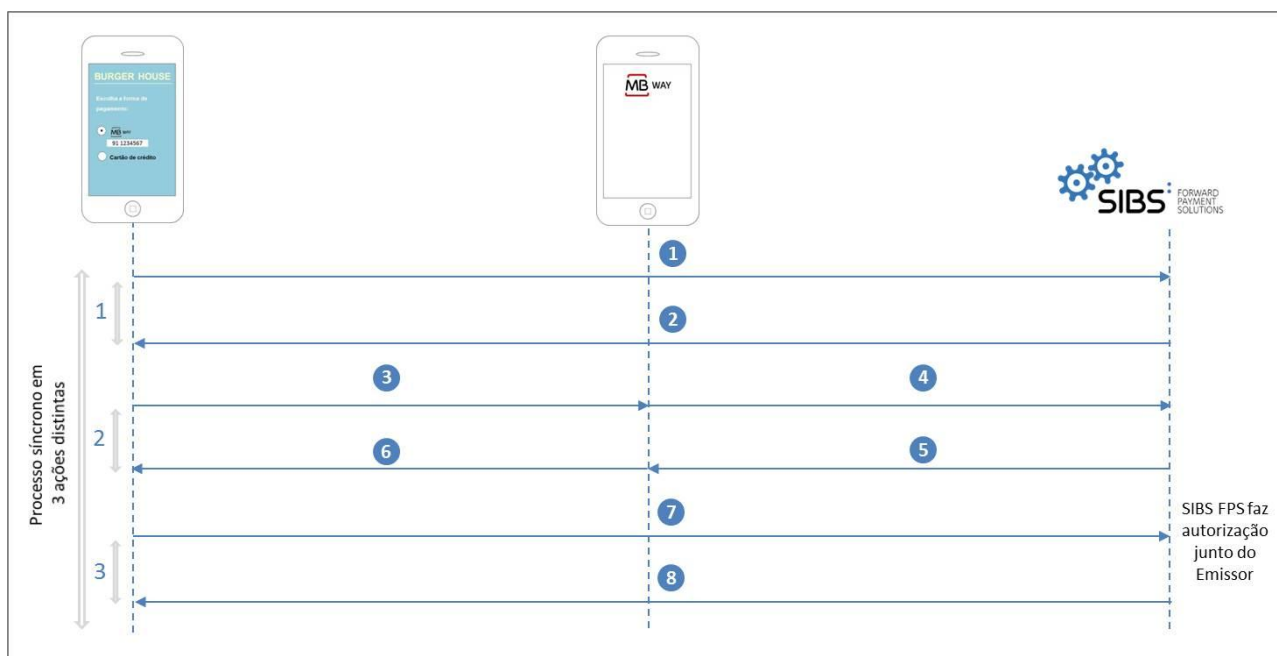 BURGER HOUSE
Escolha a forma de
pagamento:
MB WAY
91 1234567
Cartão de crédito
MB WAY
SIBS
FORWARD
PAYMENT
SOLUTIONS
Processo síncrono em
3 ações distintas
1
1
2
3
4
2
6
5
7
SIBS FPS faz
autorização
junto do
Emissor
3
8